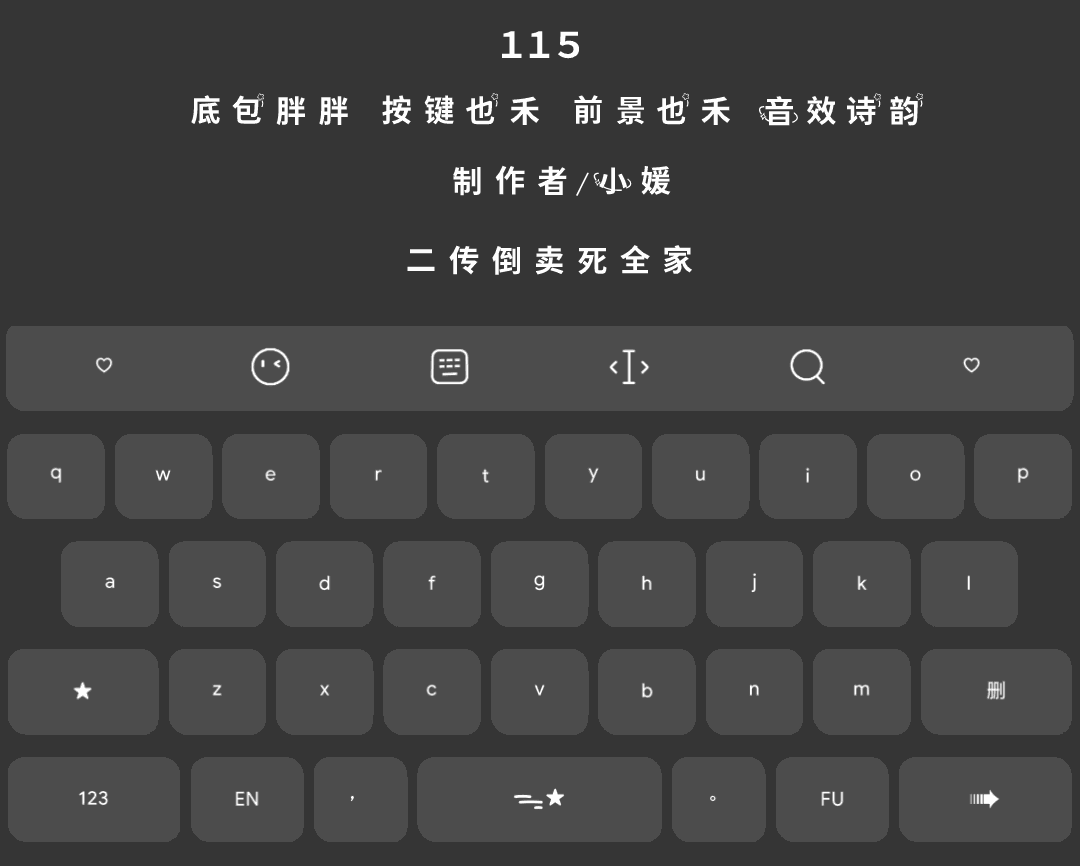 115
底包胖胖 按键也禾 前景也禾 音效诗韵
制作者/小媛
二传倒卖死全家
q w e r t y u i o p
a s d f g h j k l
z x c v b n m 删
123 EN , 。 FU